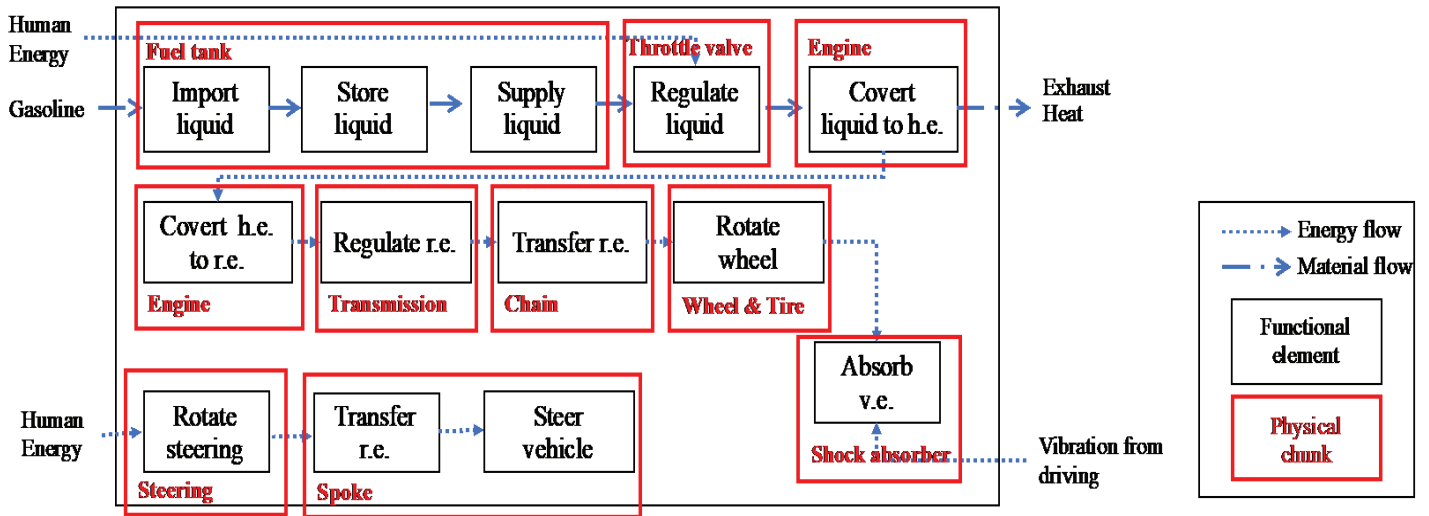 Human
Energy
Fuel tank
Throttle valve
Engine
Gasoline
Import
liquid
Store
liquid
Supply
liquid
Regulate
liquid
Covert
liquid to h.e.
Exhaust
Heat
Covert h.e.
to r.e.
Regulate r.e.
Transfer r.e.
Rotate
wheel
Engine
Transmission
Chain
Wheel & Tire
Energy flow
Material flow
Functional
element
Physical
chunk
Absorb
v.e.
Shock absorber
Vibration from
driving
Human
Energy
Rotate
steering
Transfer
r.e.
Steer
vehicle
Steering
Spoke